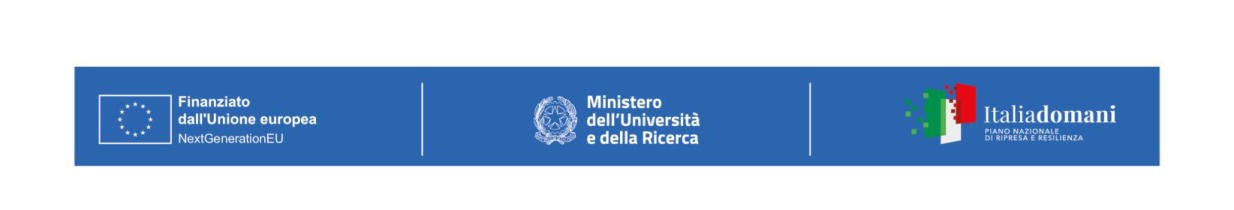 Finanziato
dall'Unione europea
NextGenerationEU
Ministero
dell'Università
e della Ricerca
Italiadomani
PIANO NAZIONALE
DI RIPRESA E RESILIENZA